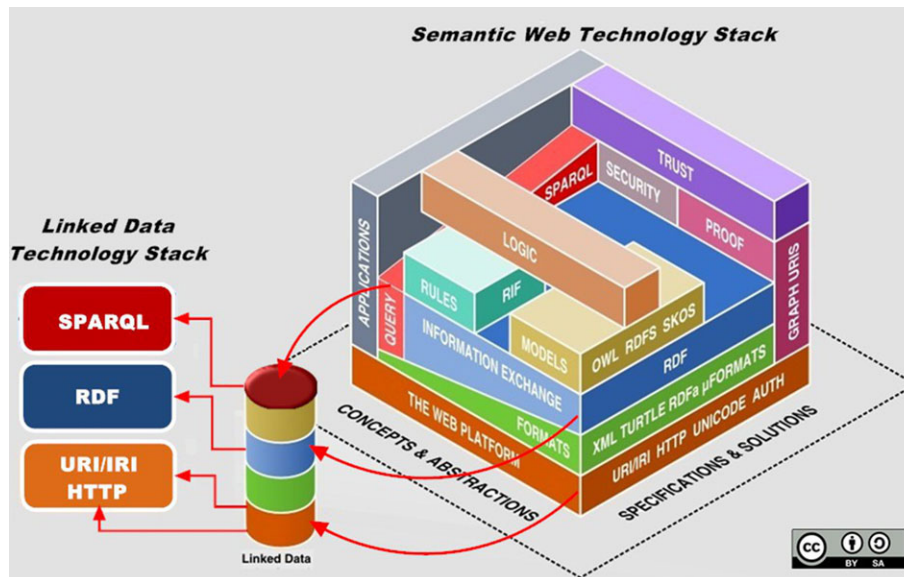 Semantic Web Technology Stack
Linked Data
Technology Stack
SPARQL
RDF
URI/IRI
HTTP
Linked Data
APPLICATIONS
TRUST
SPARQL
SECURITY
PROOF
LOGIC
RULES
RIF
QUERY
MODELS
OWL RDFS SKOS
GRAPH URIS
INFORMATION EXCHANGE
RDF
FORMATS
XML TURTLE RDFa µFORMATS
THE WEB PLATFORM
URI/IRI HTTP UNICODE AUTH
CONCEPTS & ABSTRACTIONS
SPECIFICATIONS & SOLUTIONS
cc
BY SA